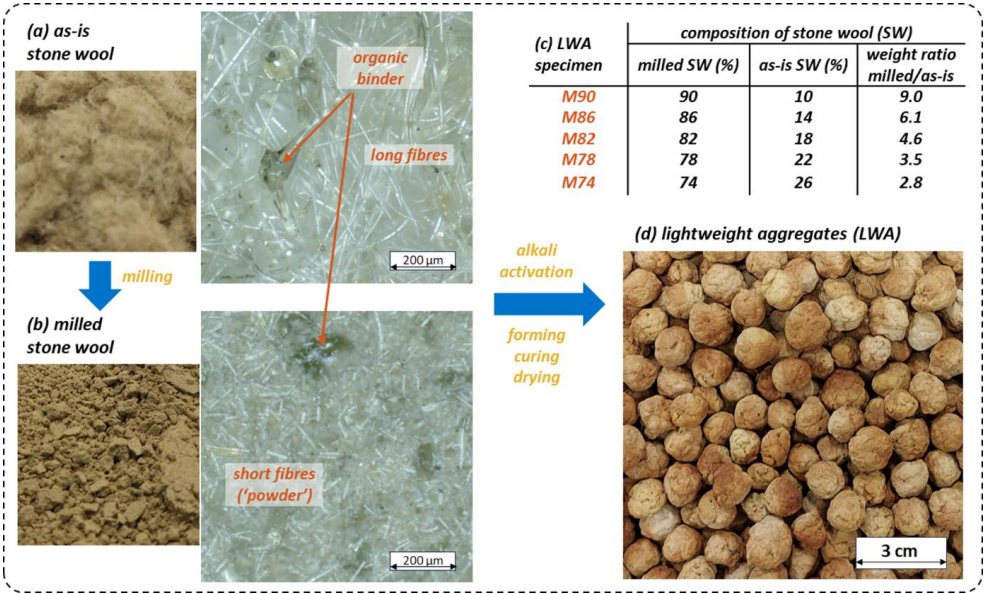 (a) as-is
stone wool
organic
binder
long fibres
200 µm
milling
(b) milled
stone wool
short fibres
('powder')
200 µm
(c) LWA
specimen
composition of stone wool (SW)
milled SW (%) as-is SW (%) weight ratio
milled/as-is
M90 90 10 9.0
M86 86 14 6.1
M82 82 18 4.6
M78 78 22 3.5
M74 74 26 2.8
alkali
activation
forming
curing
drying
(d) lightweight aggregates (LWA)
3 cm